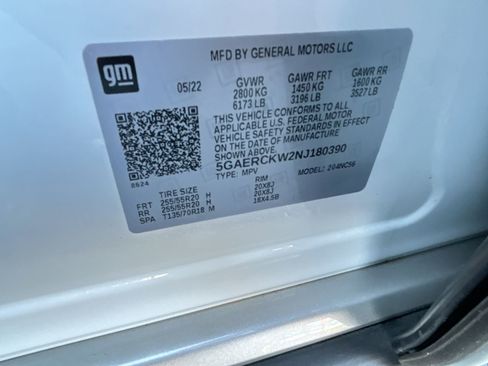 gm
MFD BY GENERAL MOTORS LLC
05/22 GVWR GAWR FRT GAWR RR
2800 KG 1450 KG 1600 KG
6173 LB 3196 LB 3527 LB
THIS VEHICLE CONFORMS TO ALL
APPLICABLE U.S. FEDERAL MOTOR
VEHICLE SAFETY STANDARDS IN EFFECT
ON THE DATE OF MANUFACTURE
SHOWN ABOVE.
5GAERCKW2NJ180390
TYPE: MPV MODEL: 204NC56
8624
TIRE SIZE RIM
FRT 255/55R20 H 20X8J
RR 255/55R20 H 20X8J
SPA T135/70R18 M 18X4.5B